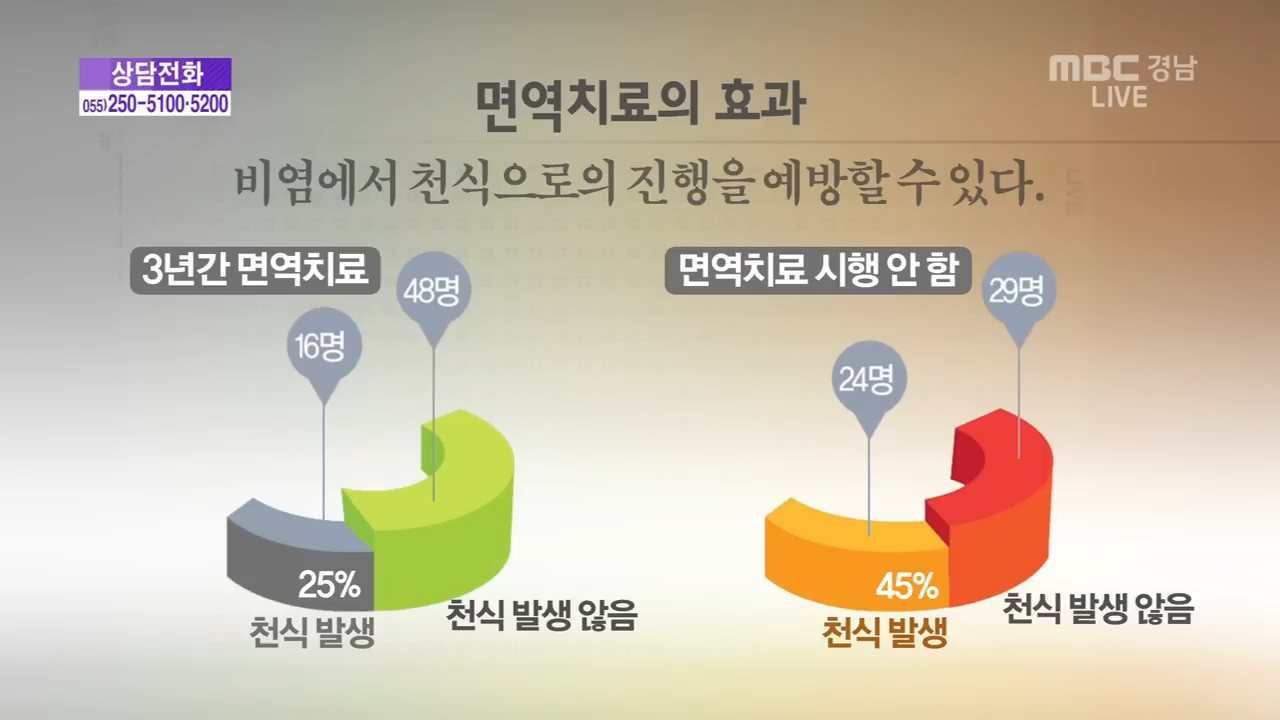 상담전화
055)250-5100·5200
MBC 경남
LIVE
면역치료의 효과
비염에서 천식으로의 진행을 예방할 수 있다.
3년간 면역치료
48명
면역치료 시행 안 함
29명
16명
24명
25%
45%
천식 발생
천식 발생 않음
천식 발생
천식 발생 않음